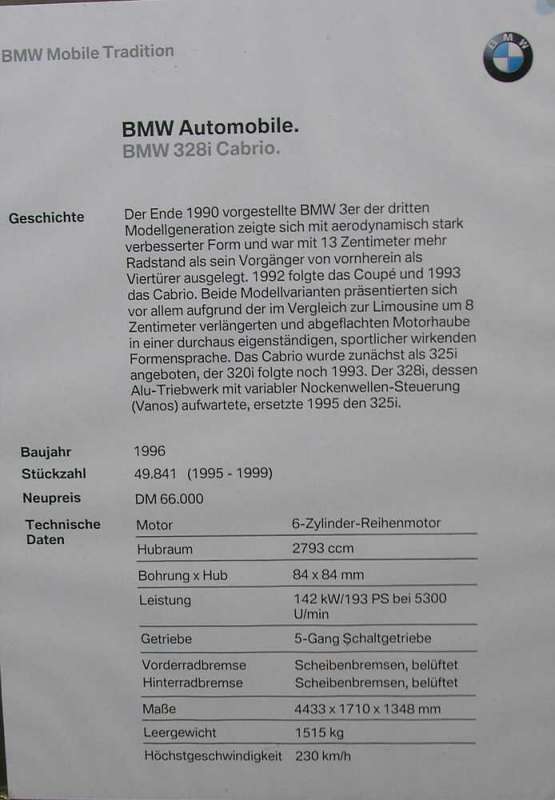 BMW Mobile Tradition
BMW
BMW Automobile.
BMW 328i Cabrio.
Geschichte
Der Ende 1990 vorgestellte BMW 3er der dritten
Modellgeneration zeigte sich mit aerodynamisch stark
verbesserter Form und war mit 13 Zentimeter mehr
Radstand als sein Vorgänger von vornherein als
Viertürer ausgelegt. 1992 folgte das Coupé und 1993
das Cabrio. Beide Modellvarianten präsentierten sich
vor allem aufgrund der im Vergleich zur Limousine um 8
Zentimeter verlängerten und abgeflachten Motorhaube
in einer durchaus eigenständigen, sportlicher wirkenden
Formensprache. Das Cabrio wurde zunächst als 325i
angeboten, der 320i folgte noch 1993. Der 328i, dessen
Alu-Triebwerk mit variabler Nockenwellen-Steuerung
(Vanos) aufwartete, ersetzte 1995 den 325i.
Baujahr 1996
Stückzahl 49.841 (1995 - 1999)
Neupreis DM 66.000
Technische
Daten
Motor 6-Zylinder-Reihenmotor
Hubraum 2793 ccm
Bohrung x Hub 84 x 84 mm
Leistung 142 kW/193 PS bei 5300
U/min
Getriebe 5-Gang Schaltgetriebe
Vorderradbremse Scheibenbremsen, belüftet
Hinterradbremse Scheibenbremsen, belüftet
Maße 4433 x 1710 x 1348 mm
Leergewicht 1515 kg
Höchstgeschwindigkeit 230 km/h